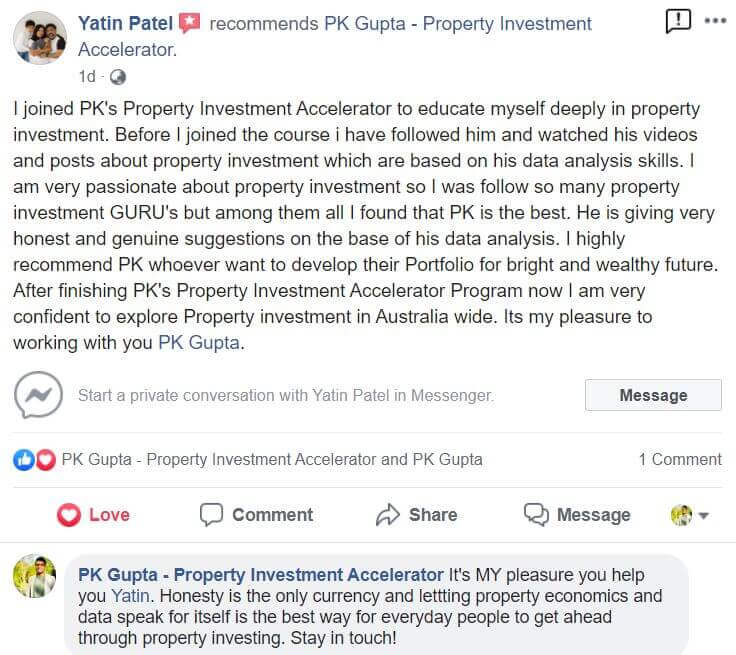 Yatin Patel recommends PK Gupta - Property Investment
Accelerator.
1d ·
I joined PK's Property Investment Accelerator to educate myself deeply in property
investment. Before I joined the course i have followed him and watched his videos
and posts about property investment which are based on his data analysis skills. I
am very passionate about property investment so I was follow so many property
investment GURU's but among them all I found that PK is the best. He is giving very
honest and genuine suggestions on the base of his data analysis. I highly
recommend PK whoever want to develop their Portfolio for bright and wealthy future.
After finishing PK's Property Investment Accelerator Program now I am very
confident to explore Property investment in Australia wide. Its my pleasure to
working with you PK Gupta.
Start a private conversation with Yatin Patel in Messenger.
Message
PK Gupta - Property Investment Accelerator and PK Gupta
1 Comment
Love Comment Share Message
PK Gupta - Property Investment Accelerator It's MY pleasure you help
you Yatin. Honesty is the only currency and lettting property economics and
data speak for itself is the best way for everyday people to get ahead
through property investing. Stay in touch!